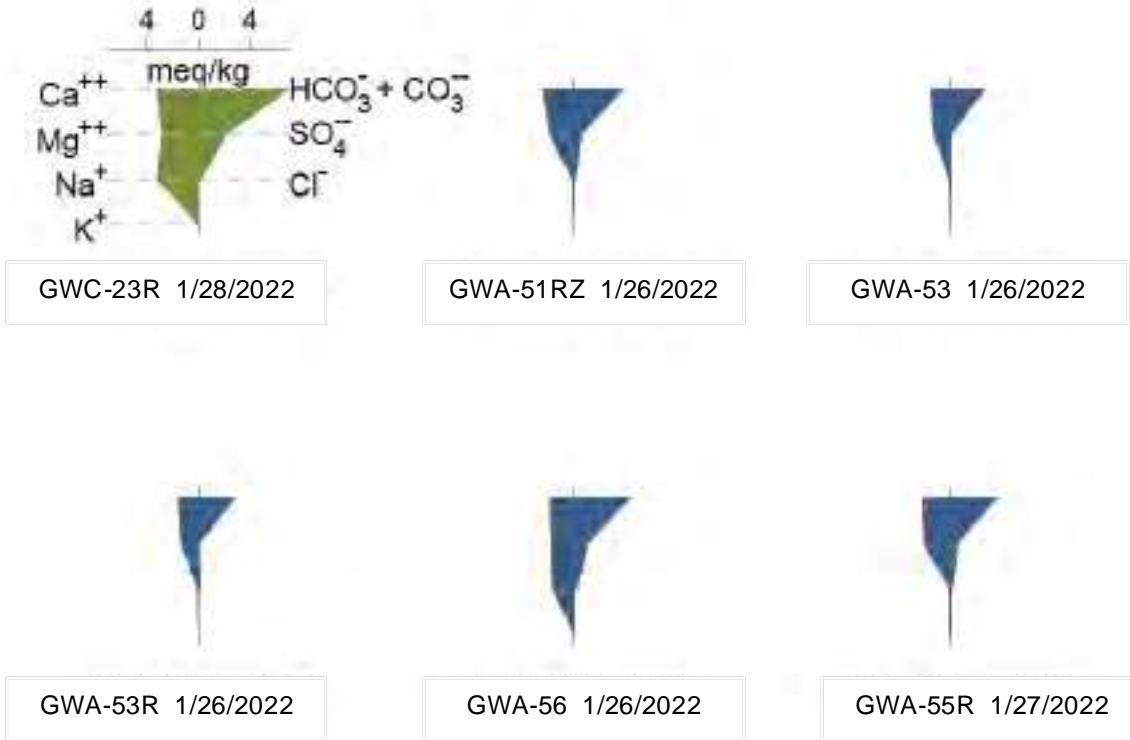 4 0 4
meq/kg
Ca++ HCO3- + CO3--
Mg++ SO4--
Na+ Cl-
K+
GWC-23R 1/28/2022
GWA-51RZ 1/26/2022
GWA-53 1/26/2022
GWA-53R 1/26/2022
GWA-56 1/26/2022
GWA-55R 1/27/2022